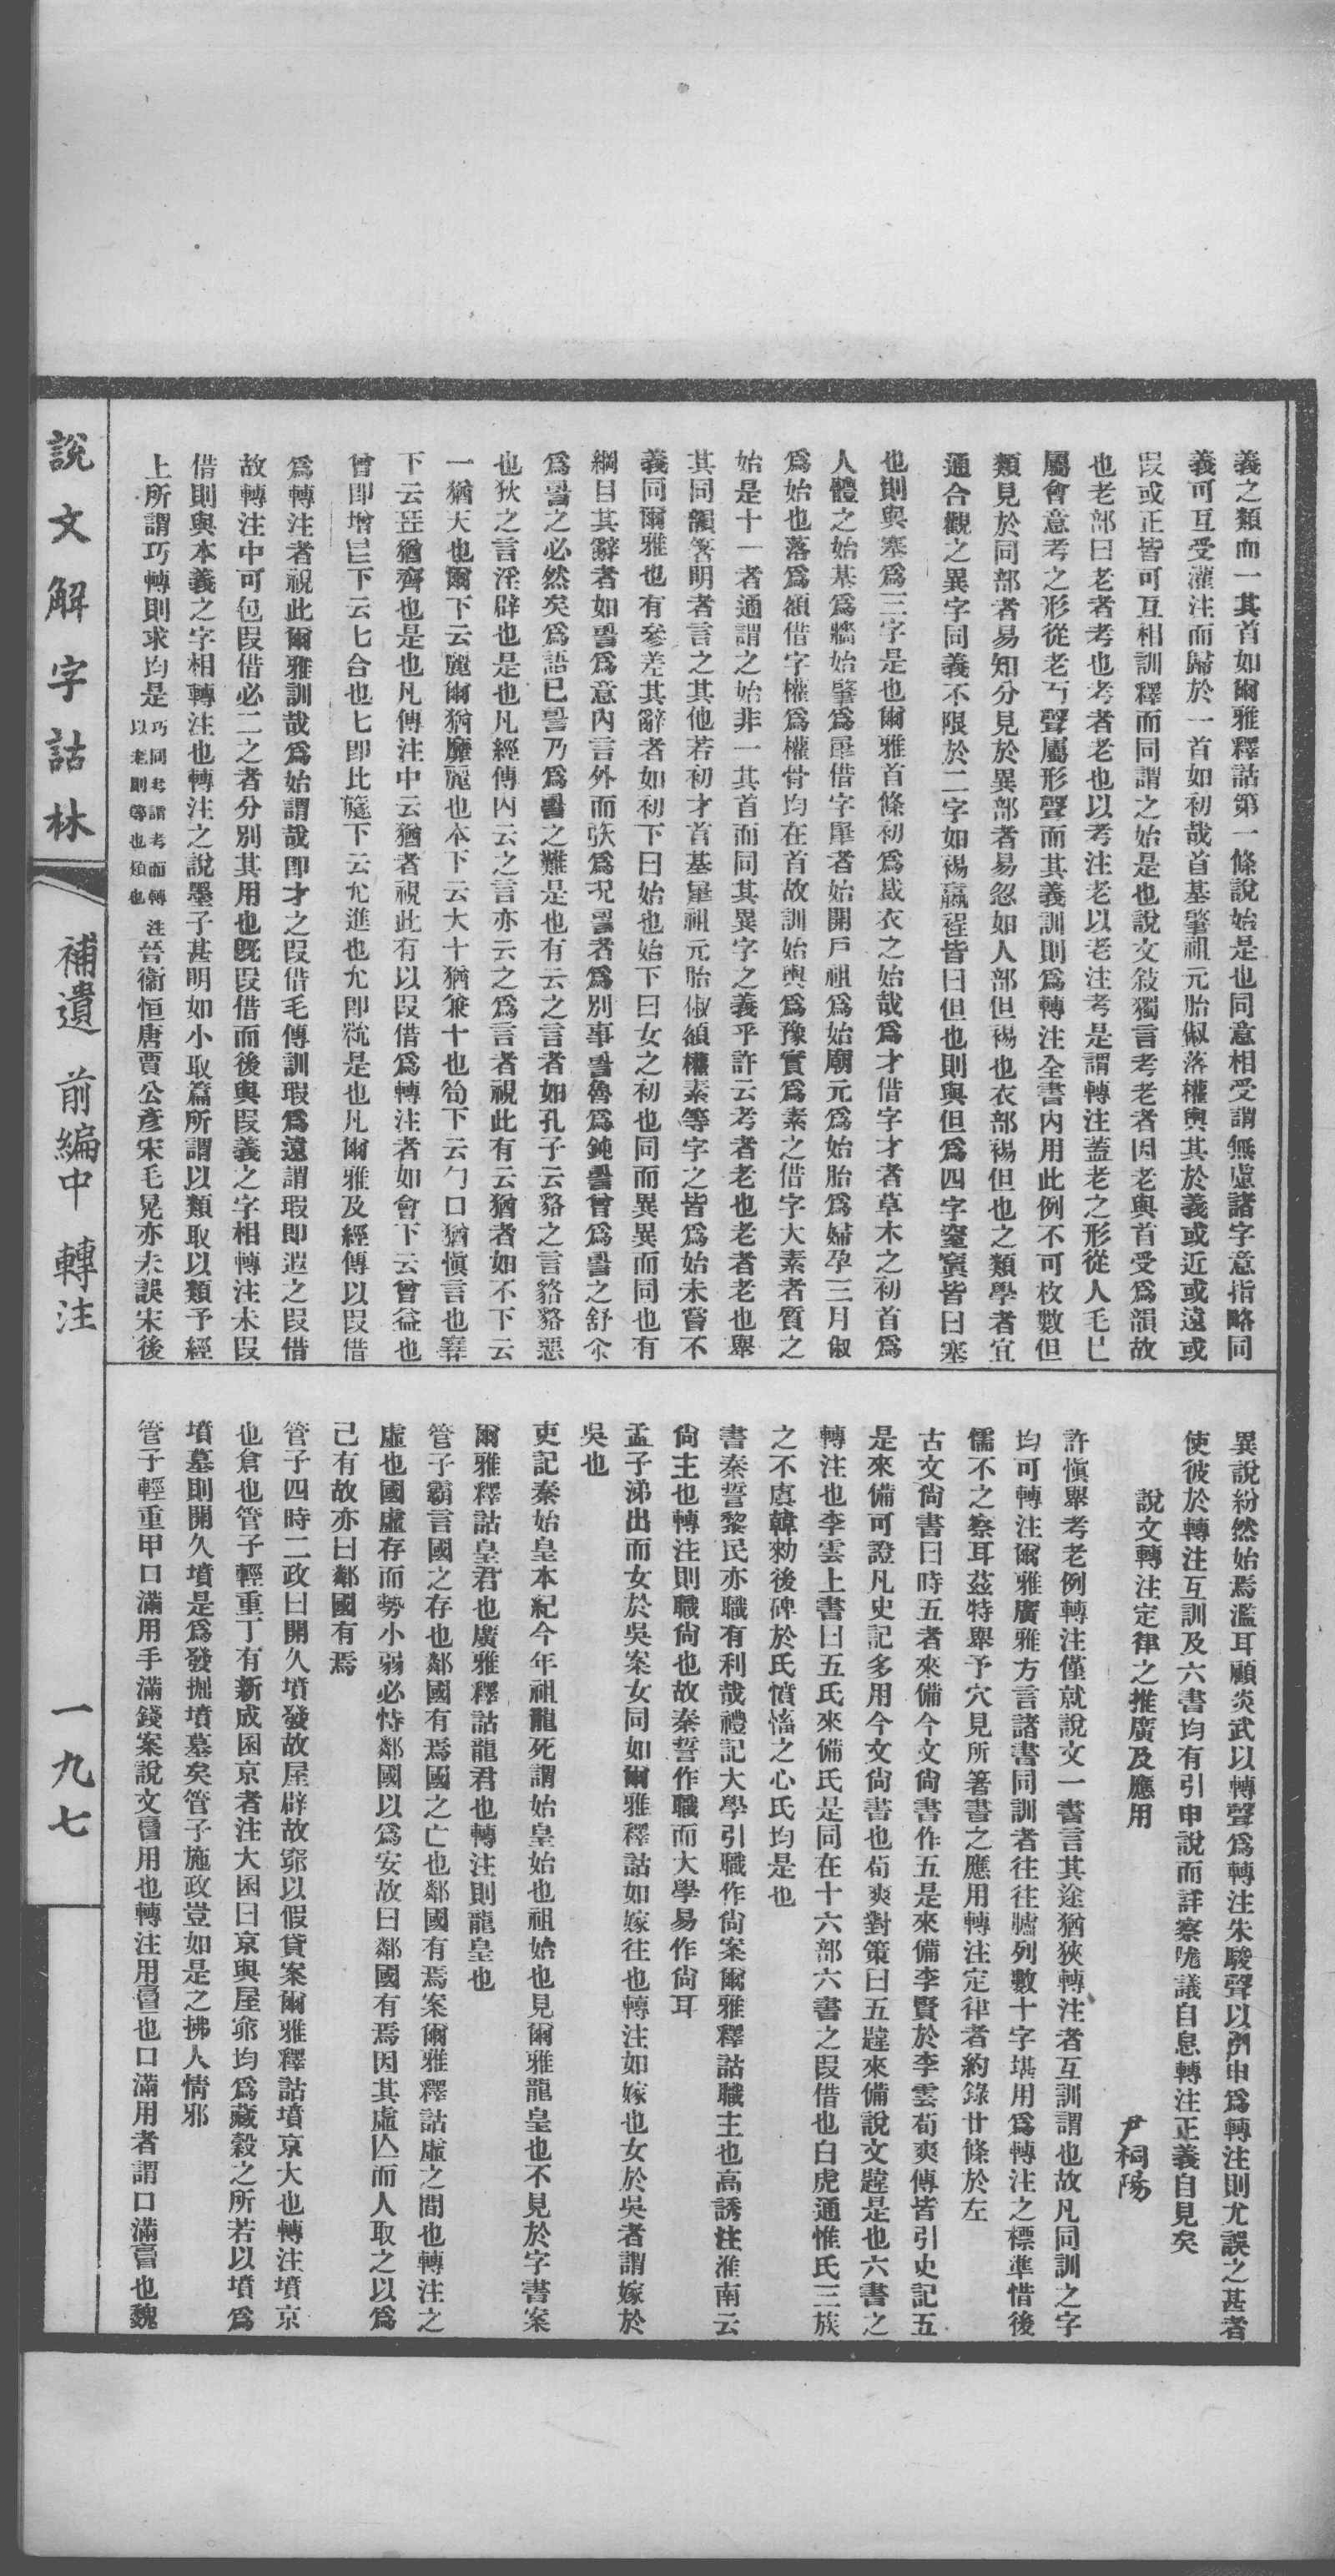 義之類而一其首如爾雅釋詁第一條說始是也同意相受謂無慮諸字意指略同
義可互受灌注而歸於一首如初哉首基肇祖元胎俶落權輿其於義或近或遠或
叚或正皆可互相訓釋而同謂之始是也說文敍獨言考老者因老與首受爲韻故
也老部曰老者考也考者老也以考注老以老注考是謂轉注蓋老之形從人毛匕
屬會意考之形從老丂聲屬形聲而其義訓則爲轉注全書內用此例不可枚數但
類見於同部者易知分見於異部者易忽如人部但裼也衣部裼但也之類學者宜
通合觀之異字同義不限於二字如裼臝裎皆曰但也則與但爲四字窒窴皆曰塞
也則與塞爲三字是也爾雅首條初爲裁衣之始哉爲才借字才者草木之初首爲
人體之始基爲牆始肇爲肁借字肁者始開戶祖爲始廟元爲始胎爲婦孕三月俶
爲始也落爲𩂣借字權爲權骨均在首故訓始輿爲豫實爲素之借字大素者質之
始是十一者通謂之始非一其首而同其異字之義乎許云考者老也老者老也舉
其同韻箸明者言之其他若初才首基肁祖元胎俶權素等字之皆爲始未嘗不
義同爾雅也有參差其辭者如初下曰始也始下曰女之初也同而異異而同也有
綱目其辭者如䛐爲意內言外而矤爲況䛐者爲別事䛐魯爲鈍䛐曾爲䛐之舒尒
爲䛐之必然矣爲語已䛐乃爲䛐之難是也有云之言者如孔子云貉之言貉貉惡
也狄之言淫辟也是也凡經傳內云之言亦云之爲言者視此有云猶者如不下云
一猶天也爾下云麗爾猶靡麗也本下云大十猶兼十也茍下云勹口猶愼言也
下云㠭猶齊也是也凡傳注中云猶者視此有以叚借爲轉注者如會下云曾益也
曾即增皀下云匕合也匕即比下云允進也允即是也凡爾雅及經傳以叚借
爲轉注者視此爾雅訓哉爲始謂哉即才之叚借毛傳訓瑕爲遠謂瑕即遐之叚借
故轉注中可包叚借必二之者分別其用也旣叚借而後與叚義之字相轉注未叚
借則與本義之字相轉注也轉注之說墨子甚明如小取篇所謂以類取以類予經
上所謂巧轉則求均是巧同考謂考而轉注以老則等也類也晉衞恒唐賈公彥宋毛晃亦未誤宋後
異說紛然始焉濫耳顧炎武以轉聲爲轉注朱駿聲以引申爲轉注則尤誤之甚者
使彼於轉注互訓及六書均有引申說而詳察哤議自息轉注正義自見矣
說文轉注定律之推廣及應用　尹桐陽
許愼舉考老例轉注僅就說文一書言其途猶狹轉注者互訓謂也故凡同訓之字
均可轉注爾雅廣雅方言諸書同訓者往往臚列數十字堪用爲轉注之標準惜後
儒不之察耳茲特舉予穴見所箸書之應用轉注定律者約錄廿條於左
古文尙書曰時五者來備今文尙書作五是來備李賢於李雲荀爽傳皆引史記五
是來備可證凡史記多用今文尙書也荀爽對策曰五韙來備說文韙是也六書之
轉注也李雲上書曰五氏來備氏是同在十六部六書之叚借也白虎通惟氏三族
之不虞韓勑後碑於氏憤慉之心氏均是也
書秦誓黎民亦職有利哉禮記大學引職作尙案爾雅釋詁職主也高誘注淮南云
尙主也轉注則職尙也故秦誓作職而大學易作尙耳
孟子涕出而女於吳案女同如爾雅釋詁如嫁往也轉注如嫁也女於吳者謂嫁於
吳也
吏記秦始皇本紀今年祖龍死謂始皇始也祖始也見爾雅龍皇也不見於字書案
爾雅釋詁皇君也廣雅釋詁龍君也轉注則龍皇也
管子霸言國之存也鄰國有焉國之亡也鄰國有焉案爾雅釋詁虛之間也轉注之
虛也國虛存而勢小弱必恃鄰國以爲安故曰鄰國有焉因其虛亾而人取之以爲
己有故亦曰鄰國有焉
管子四時二政曰開久墳發故屋辟故窌以假貸案爾雅釋詁墳京大也轉注墳京
也倉也管子輕重丁有新成囷京者注大囷曰京與屋窌均爲藏穀之所若以墳爲
墳墓則開久墳是爲發掘墳墓矣管子施政豈如是之拂人情邪
管子輕重甲口滿用手滿錢案說文𠷎用也轉注用𠷎也口滿用者謂口滿𠷎也魏
說文解字詁林　補遺　前編中　轉注　一九七